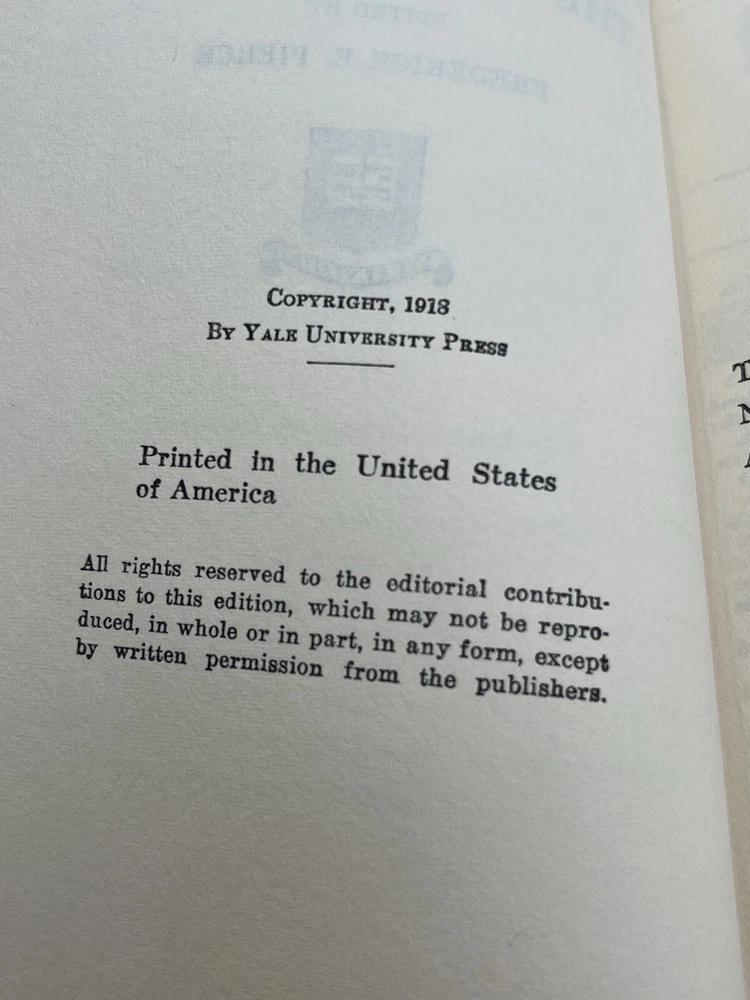 COPYRIGHT, 1918
BY YALE UNIVERSITY PRESS
Printed in the United States
of America
All rights reserved to the editorial contribu-
tions to this edition, which may not be repro-
duced, in whole or in part, in any form, except
by written permission from the publishers.